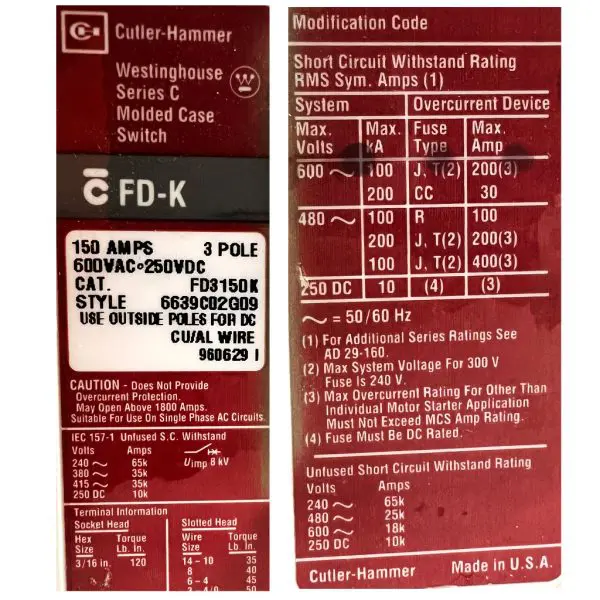 Cutler-Hammer
Westinghouse
Series C
Molded Case
Switch
C FD-K
150 AMPS 3 POLE
600VAC•250VDC
CAT. FD3150K
STYLE 6639C02G09
USE OUTSIDE POLES FOR DC
CU/AL WIRE
960629 I
CAUTION - Does Not Provide
Overcurrent Protection.
May Open Above 1800 Amps.
Suitable For Use On Single Phase AC Circuits.
IEC 157-1 Unfused S.C. Withstand
Volts Amps
240 ~ 65k Uimp 8 kV
380 ~ 35k
415 ~ 35k
250 DC 10k
Terminal Information
Socket Head Slotted Head
Hex Torque Wire Torque
Size Lb. In. Size Lb. In.
3/16 in. 120 14 - 10 35
8 40
6 - 4 45
50
Modification Code
Short Circuit Withstand Rating
RMS Sym. Amps (1)
System Overcurrent Device
Max. Max. Fuse Max.
Volts kA Type Amp
600 ~ 100 J, T(2) 200(3)
200 CC 30
480 ~ 100 R 100
200 J, T(2) 200(3)
100 J, T(2) 400(3)
250 DC 10 (4) (3)
~ = 50/60 Hz
(1) For Additional Series Ratings See
AD 29-160.
(2) Max System Voltage For 300 V
Fuse Is 240 V.
(3) Max Overcurrent Rating For Other Than
Individual Motor Starter Application
Must Not Exceed MCS Amp Rating.
(4) Fuse Must Be DC Rated.
Unfused Short Circuit Withstand Rating
Volts Amps
240 ~ 65k
480 ~ 25k
600 ~ 18k
250 DC 10k
Cutler-Hammer Made in U.S.A.